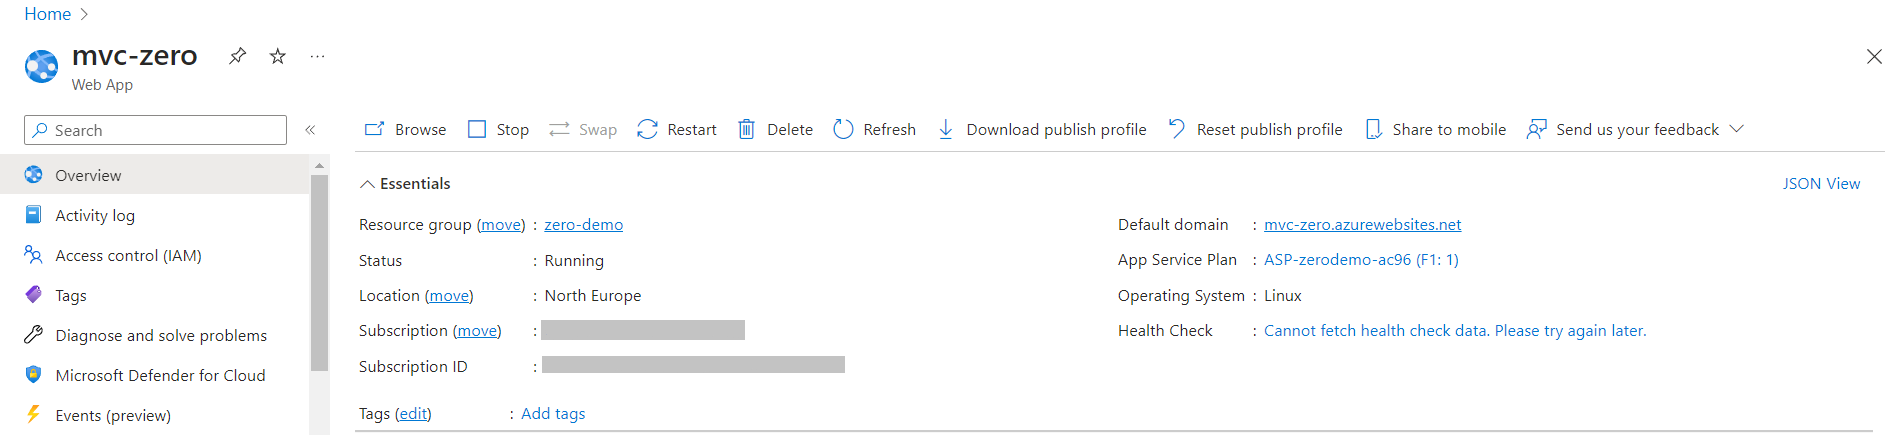 Home
mvc-zero
Web App
Search
Browse Stop Swap Restart Delete Refresh Download publish profile Reset publish profile Share to mobile Send us your feedback
Overview
Activity log
Access control (IAM)
Tags
Diagnose and solve problems
Microsoft Defender for Cloud
Events (preview)
Essentials
JSON View
Resource group (move) : zero-demo
Status : Running
Location (move) : North Europe
Subscription (move) :
Subscription ID :
Default domain : mvc-zero.azurewebsites.net
App Service Plan : ASP-zerodemo-ac96 (F1: 1)
Operating System : Linux
Health Check : Cannot fetch health check data. Please try again later.
Tags (edit) : Add tags